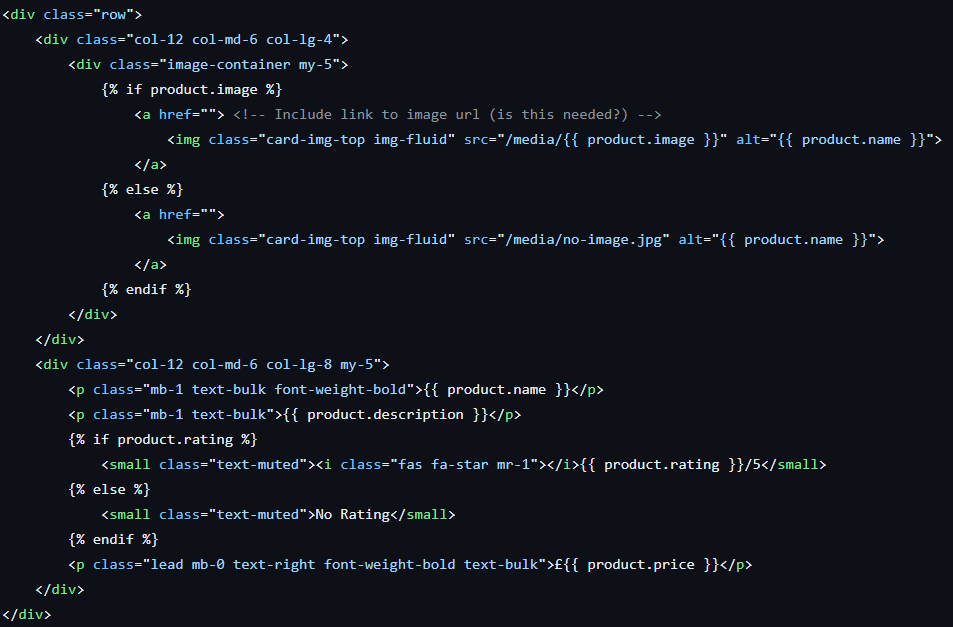 <div class="row">
    <div class="col-12 col-md-6 col-lg-4">
        <div class="image-container my-5">
            {% if product.image %}
                <a href=""> <!-- Include link to image url (is this needed?) -->
                    <img class="card-img-top img-fluid" src="/media/{{ product.image }}" alt="{{ product.name }}">
                </a>
            {% else %}
                <a href="">
                    <img class="card-img-top img-fluid" src="/media/no-image.jpg" alt="{{ product.name }}">
                </a>
            {% endif %}
        </div>
    </div>
    <div class="col-12 col-md-6 col-lg-8 my-5">
        <p class="mb-1 text-bulk font-weight-bold">{{ product.name }}</p>
        <p class="mb-1 text-bulk">{{ product.description }}</p>
        {% if product.rating %}
            <small class="text-muted"><i class="fas fa-star mr-1"></i>{{ product.rating }}/5</small>
        {% else %}
            <small class="text-muted">No Rating</small>
        {% endif %}
        <p class="lead mb-0 text-right font-weight-bold text-bulk">£{{ product.price }}</p>
    </div>
</div>